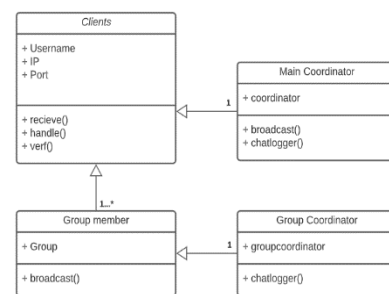 Clients
+ Username
+ IP
+ Port
+ recieve()
+ handle()
+ verf()
Main Coordinator
+ coordinator
+ broadcast()
+ chatlogger()
1
1...*
Group member
+ Group
+ broadcast()
1
Group Coordinator
+ groupcoordinator
+ chatlogger()